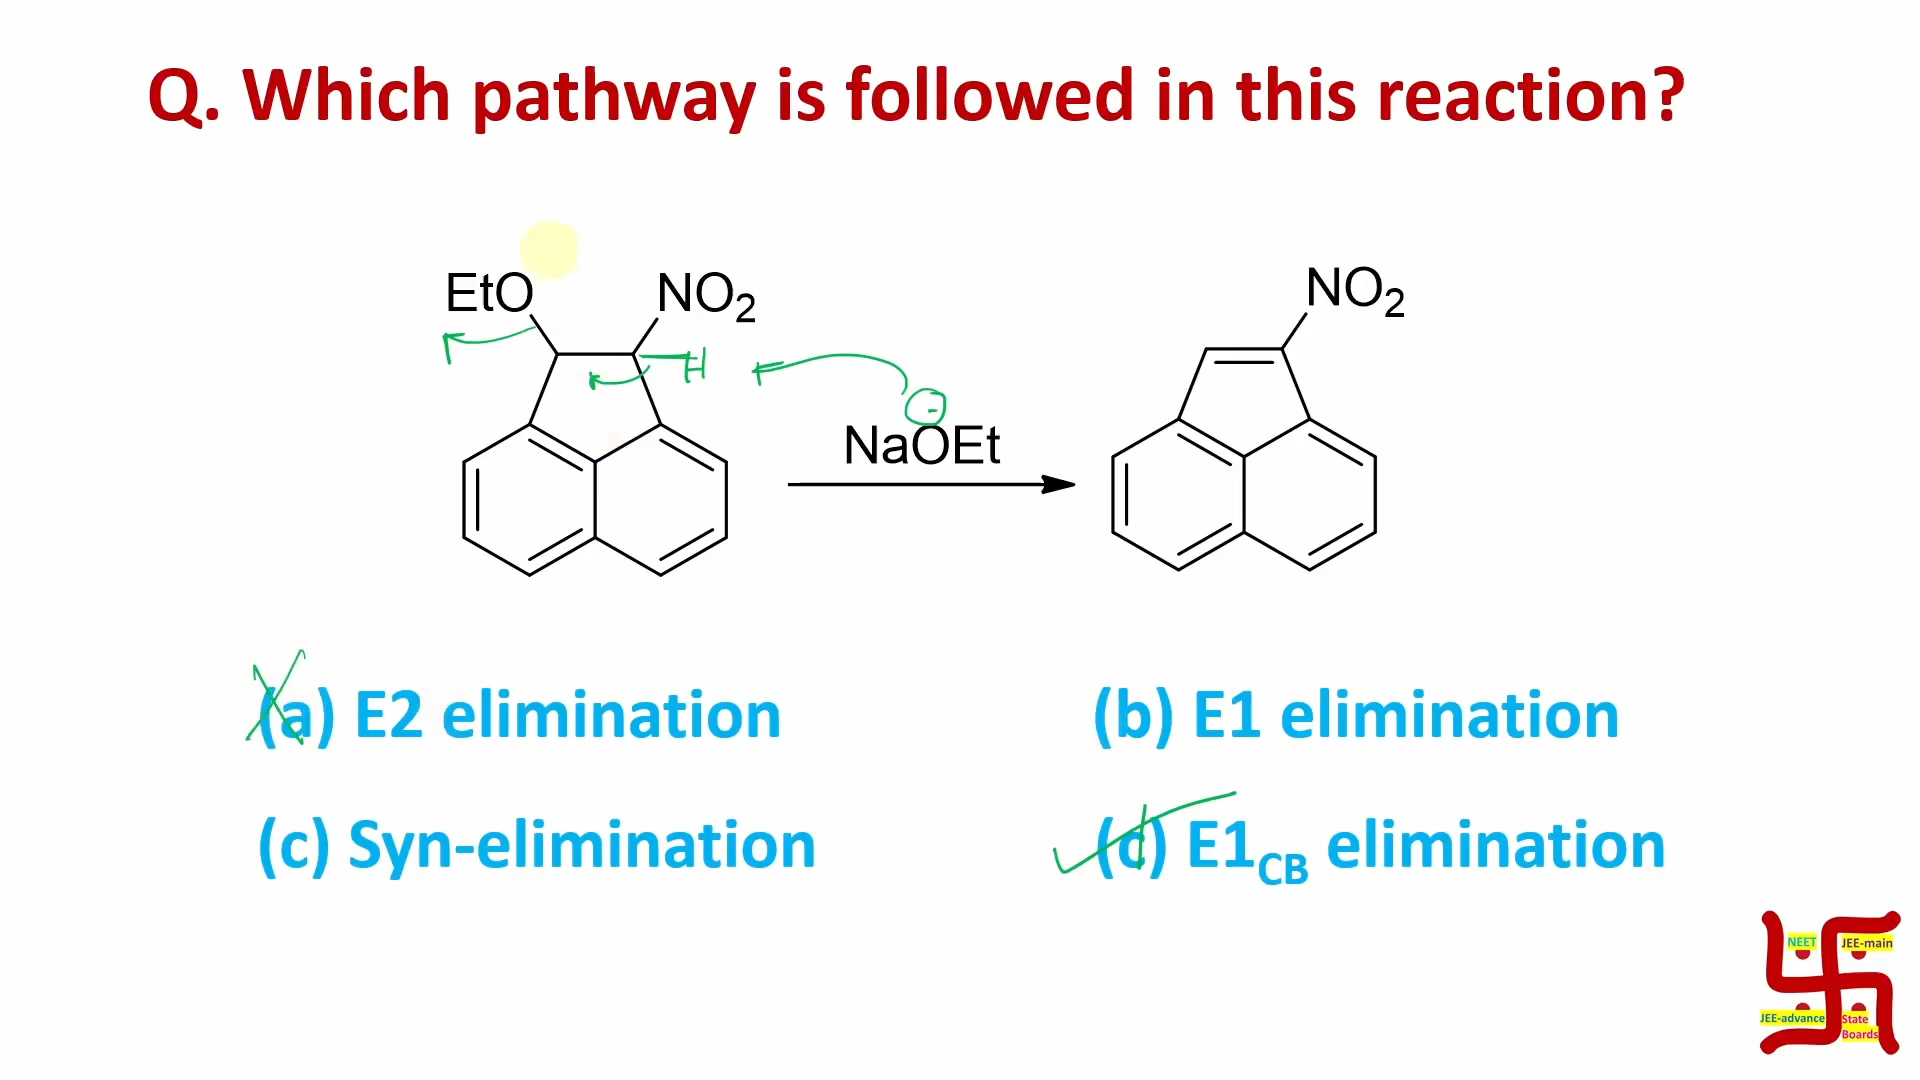 Q. Which pathway is followed in this reaction?
EtO NO2 NO2
H
-
NaOEt
(a) E2 elimination (b) E1 elimination
(c) Syn-elimination (d) E1CB elimination
NEET JEE-main
JEE-advance State
Boards